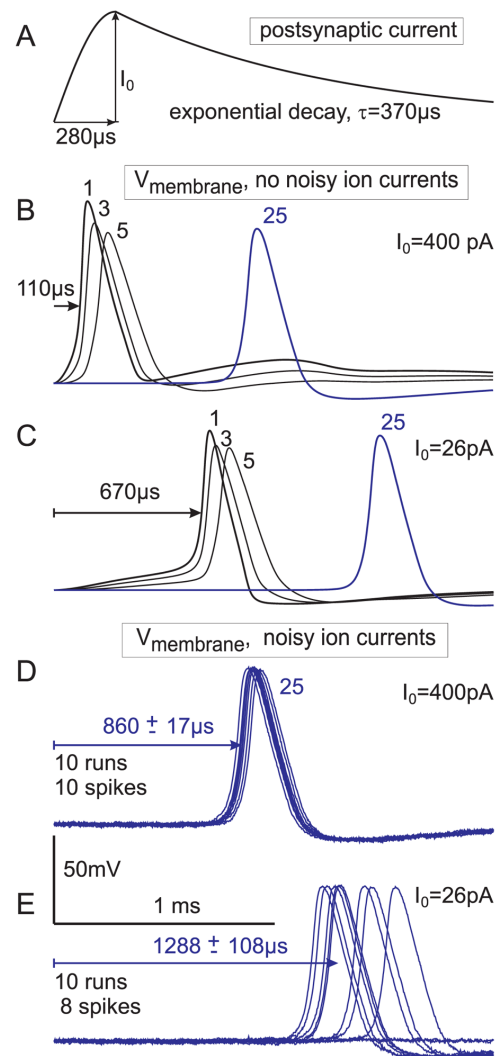 A
postsynaptic current
I₀
exponential decay, τ=370µs
280µs
V membrane, no noisy ion currents
B
1
3
5
25
I₀=400 pA
110µs
C
1
3
5
25
I₀=26pA
670µs
V membrane, noisy ion currents
D
25
I₀=400pA
860 ± 17µs
10 runs
10 spikes
50mV
1 ms
E
I₀=26pA
1288 ± 108µs
10 runs
8 spikes